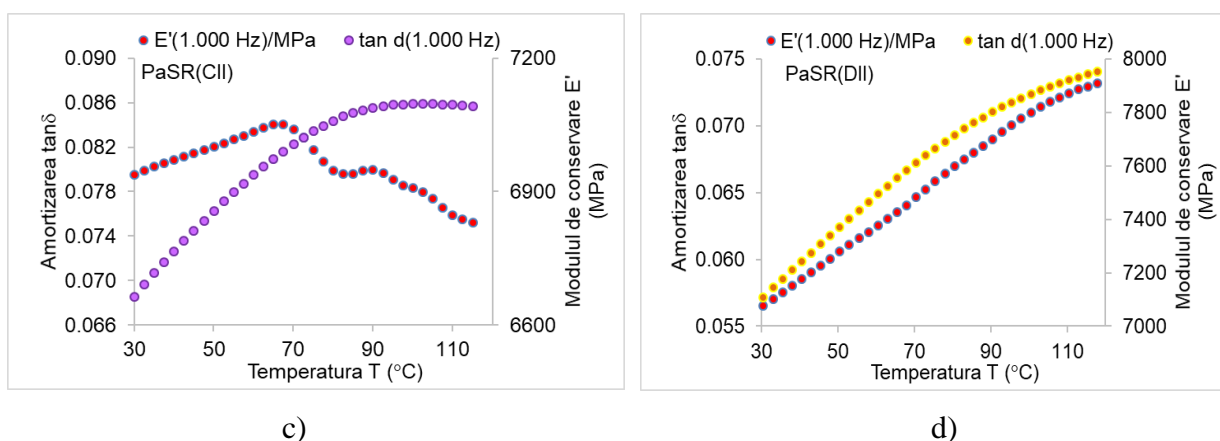 E'(1.000 Hz)/MPa
tan d(1.000 Hz)
PaSR(CII)
0.090
0.086
0.082
0.078
0.074
0.070
0.066
Amortizarea tanδ
7200
6900
6600
Modulul de conservare E'
(MPa)
30
50
70
90
110
Temperatura T (°C)
c)
E'(1.000 Hz)/MPa
tan d(1.000 Hz)
PaSR(DII)
0.075
0.070
0.065
0.060
0.055
Amortizarea tanδ
8000
7800
7600
7400
7200
7000
Modulul de conservare E'
(MPa)
30
50
70
90
110
Temperatura T (°C)
d)